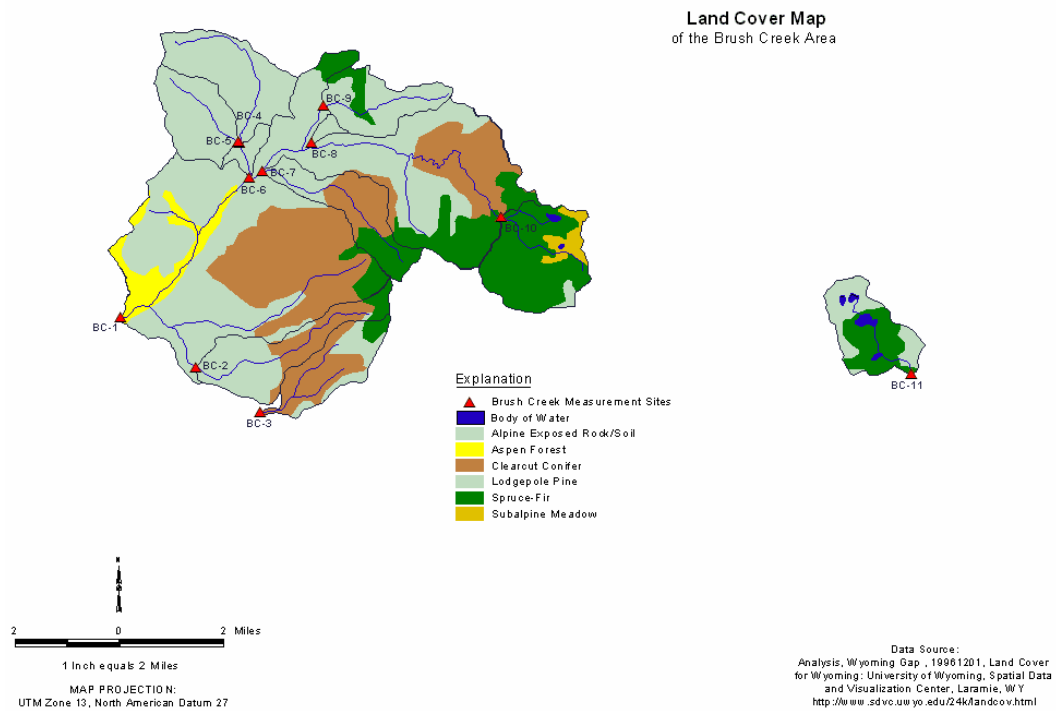 Land Cover Map
of the Brush Creek Area
BC-9
BC-4
BC-5
BC-8
BC-7
BC-6
BC-10
BC-1
BC-2
BC-11
BC-3
Explanation
Brush Creek Measurement Sites
Body of Water
Alpine Exposed Rock/Soil
Aspen Forest
Clearcut Conifer
Lodgepole Pine
Spruce-Fir
Subalpine Meadow
2 0 2 Miles
1 Inch equals 2 Miles
MAP PROJECTION:
UTM Zone 13, North American Datum 27
Data Source:
Analysis, Wyoming Gap , 19961201, Land Cover
for Wyoming: University of Wyoming, Spatial Data
and Visualization Center, Laramie, WY
http://www.sdvc.uwyo.edu/24k/landcov.html